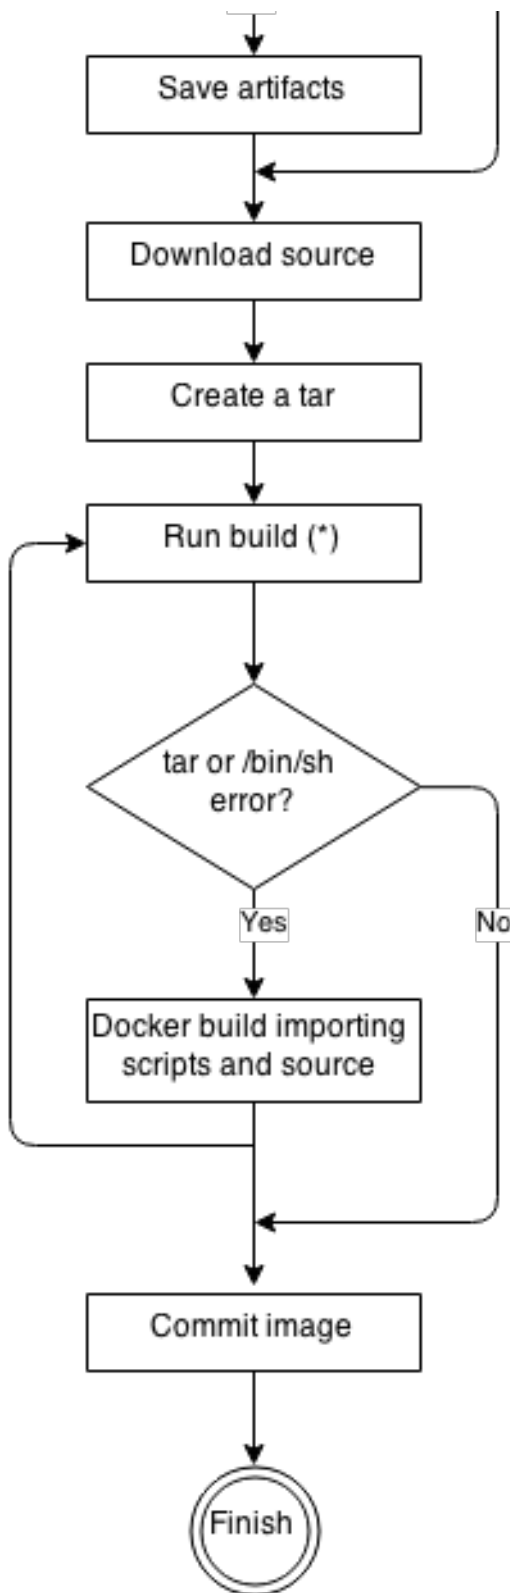 Save artifacts
Download source
Create a tar
Run build (*)
tar or /bin/sh
error?
Yes
No
Docker build importing
scripts and source
Commit image
Finish